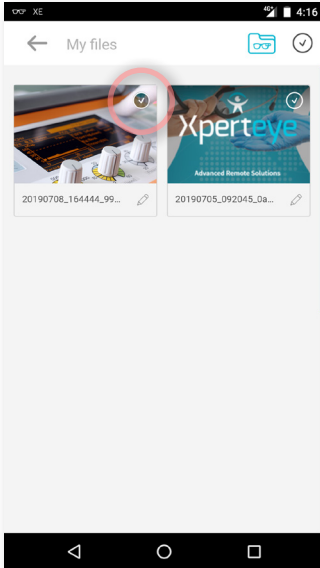 XE
4G
4:16
My files
Xperteye
Advanced Remote Solutions
20190708_164444_99...
20190705_092045_0a...